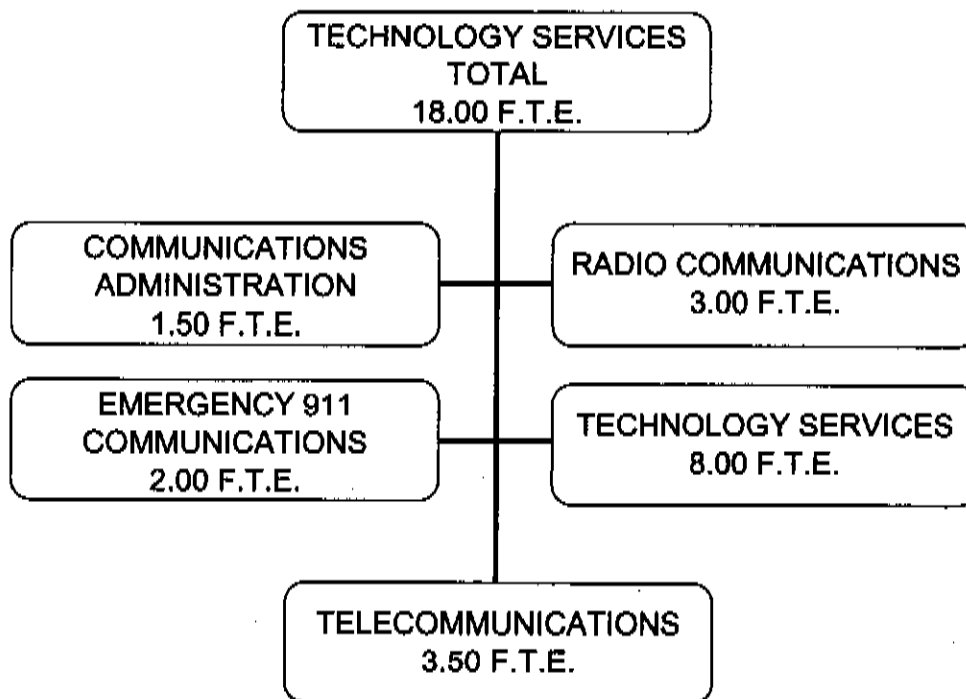 TECHNOLOGY SERVICES
TOTAL
18.00 F.T.E.
COMMUNICATIONS
ADMINISTRATION
1.50 F.T.E.
RADIO COMMUNICATIONS
3.00 F.T.E.
EMERGENCY 911
COMMUNICATIONS
2.00 F.T.E.
TECHNOLOGY SERVICES
8.00 F.T.E.
TELECOMMUNICATIONS
3.50 F.T.E.